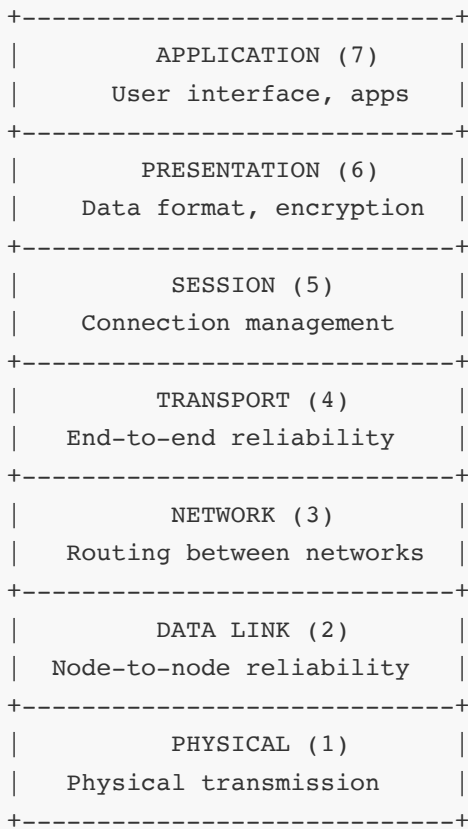 +-----------------------------+
|         APPLICATION (7)     |
|      User interface, apps   |
+-----------------------------+
|        PRESENTATION (6)     |
|    Data format, encryption  |
+-----------------------------+
|          SESSION (5)        |
|    Connection management    |
+-----------------------------+
|         TRANSPORT (4)       |
|   End-to-end reliability    |
+-----------------------------+
|          NETWORK (3)        |
|   Routing between networks  |
+-----------------------------+
|         DATA LINK (2)       |
|  Node-to-node reliability   |
+-----------------------------+
|          PHYSICAL (1)       |
|   Physical transmission     |
+-----------------------------+